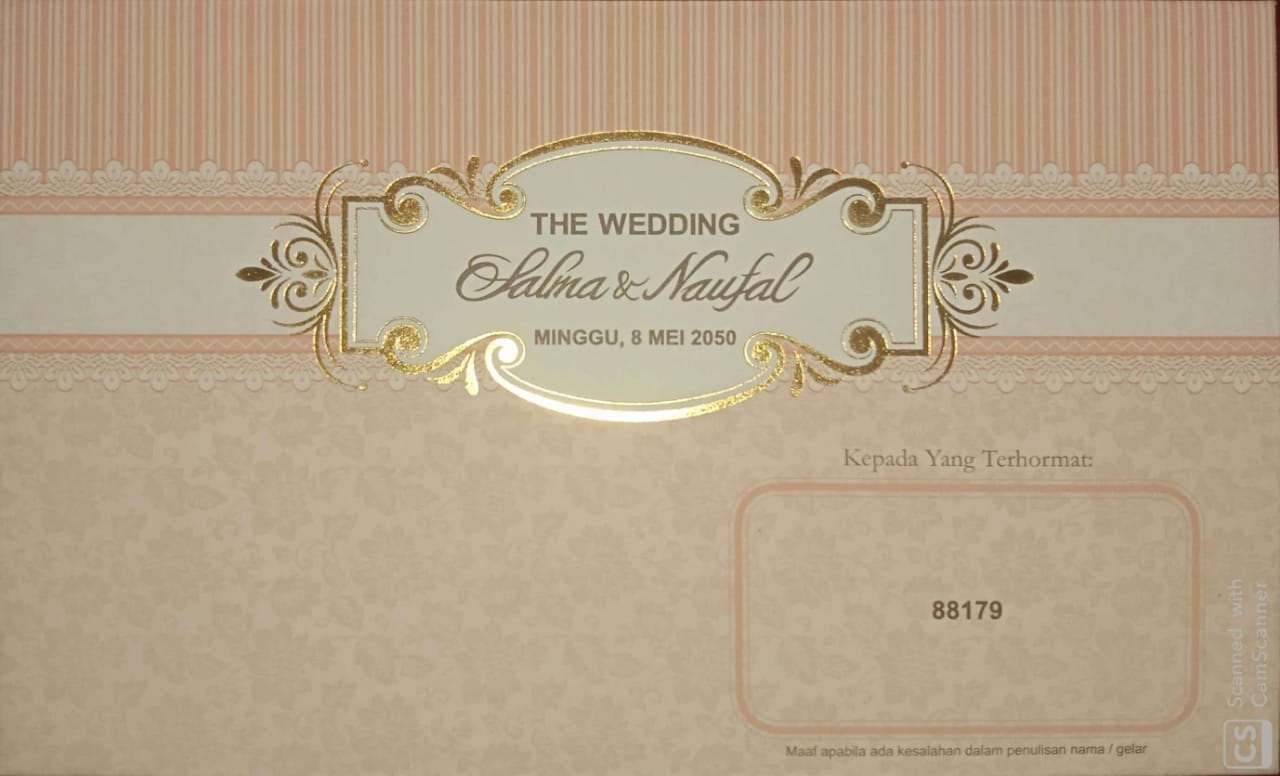 THE WEDDING
Salma & Naufal
MINGGU, 8 MEI 2050
Kepada Yang Terhormat:
88179
Maaf apabila ada kesalahan dalam penulisan nama / gelar
CS
Scanned with
CamScanner